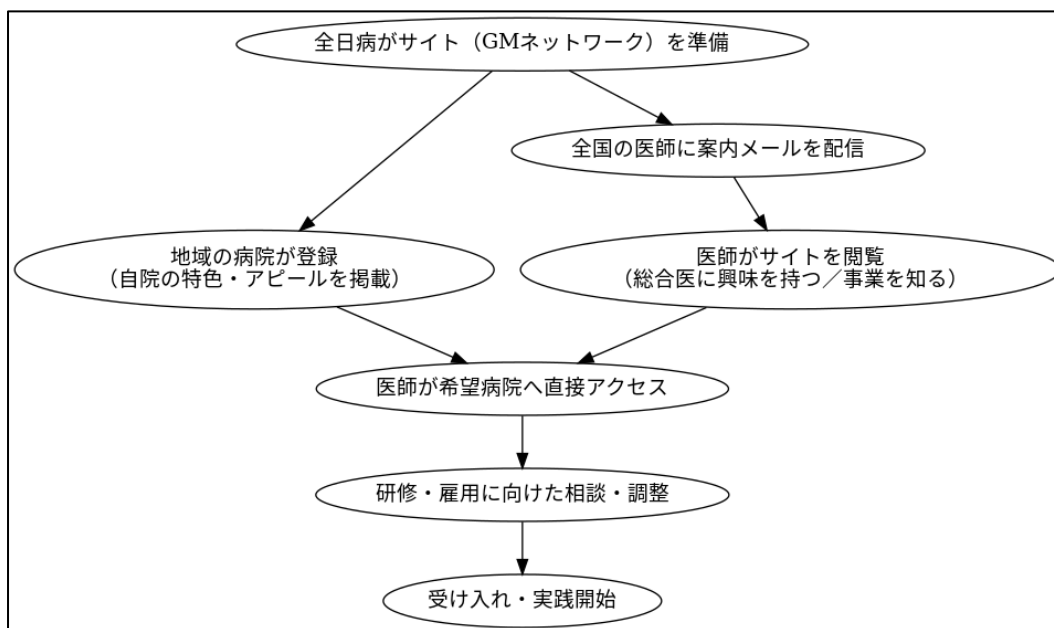 全日病がサイト（GMネットワーク）を準備
全国の医師に案内メールを配信
地域の病院が登録
（自院の特色・アピールを掲載）
医師がサイトを閲覧
（総合医に興味を持つ／事業を知る）
医師が希望病院へ直接アクセス
研修・雇用に向けた相談・調整
受け入れ・実践開始